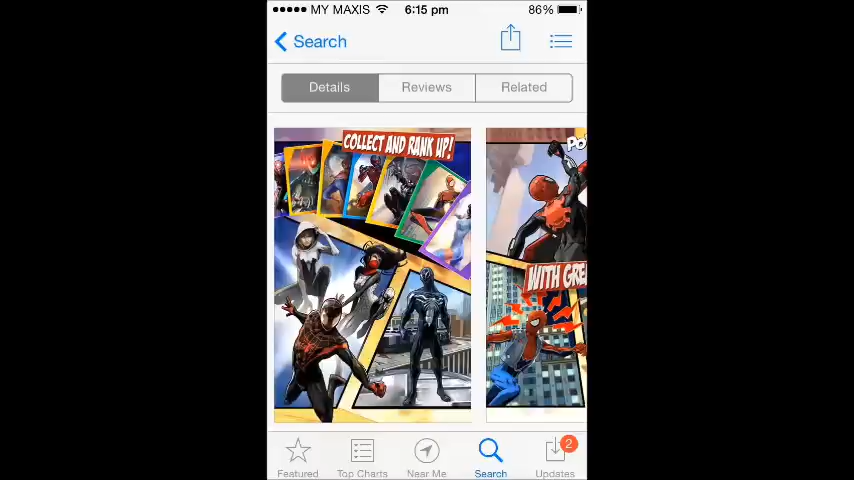 MY MAXIS 6:15 pm 86%
Search
Details Reviews Related
COLLECT AND RANK UP!
WITH
Featured Top Charts Near Me Search Updates
2